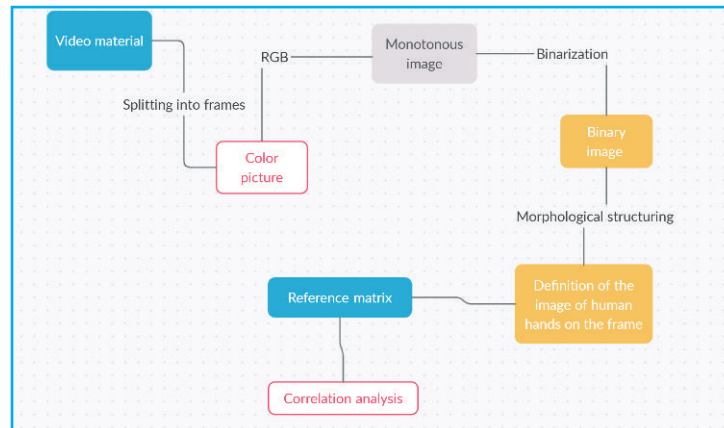 Video material
Splitting into frames
Color
picture
RGB
Monotonous
image
Binarization
Binary
image
Morphological structuring
Definition of the
image of human
hands on the frame
Reference matrix
Correlation analysis